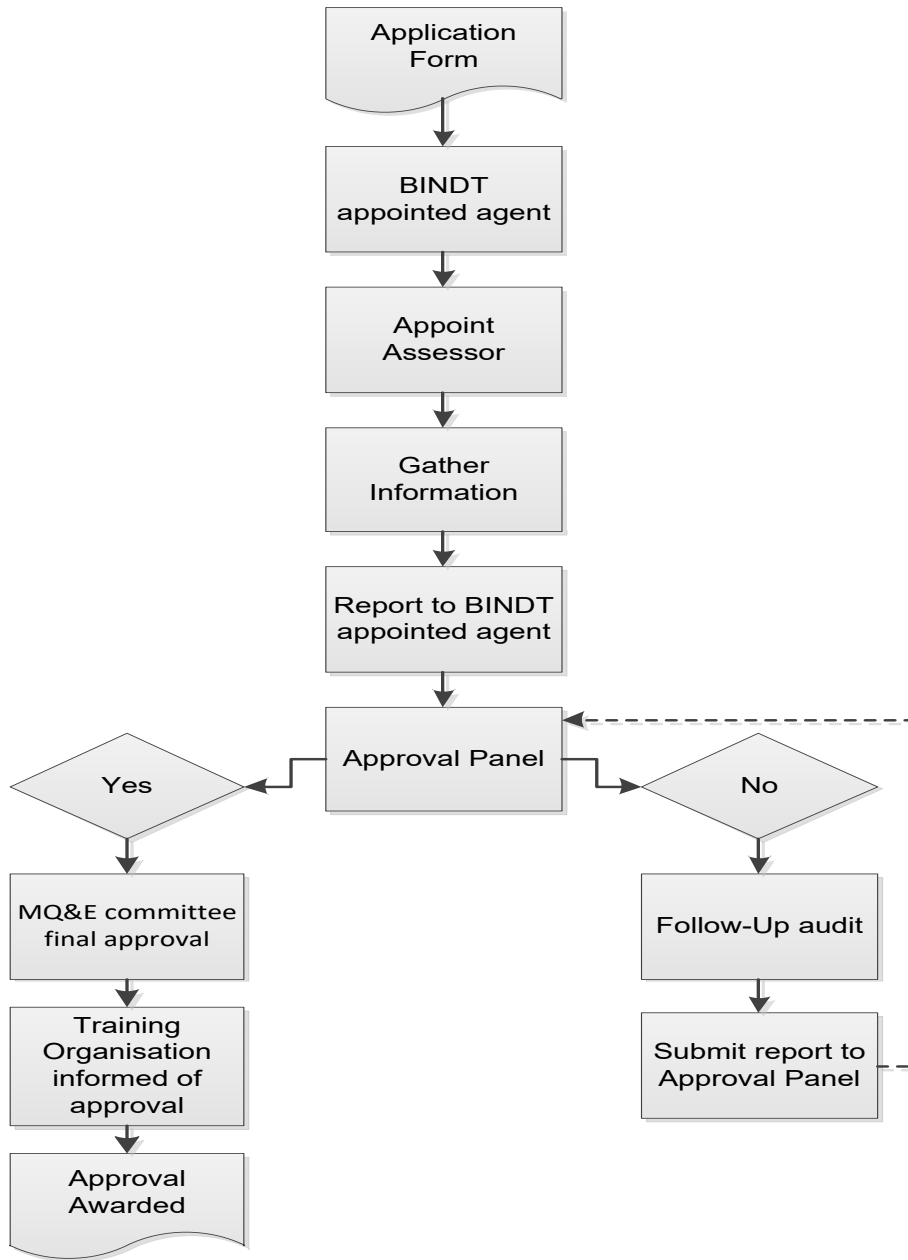 Application
Form
BINDT
appointed agent
Appoint
Assessor
Gather
Information
Report to BINDT
appointed agent
Approval Panel
Yes
No
MQ&E committee
final approval
Follow-Up audit
Training
Organisation
informed of
approval
Submit report to
Approval Panel
Approval
Awarded